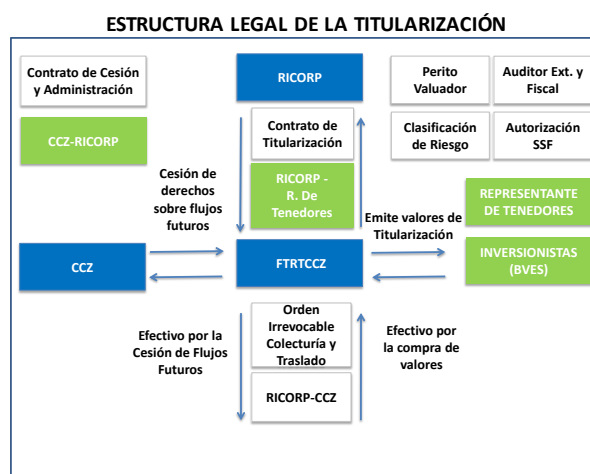 ESTRUCTURA LEGAL DE LA TITULARIZACIÓN
Contrato de Cesión
y Administración
RICORP
Perito
Valuador
Auditor Ext. y
Fiscal
CCZ-RICORP
Contrato de
Titularización
Clasificación
de Riesgo
Autorización
SSF
Cesión de
derechos
sobre flujos
futuros
RICORP -
R. De
Tenedores
Emite valores de
Titularización
REPRESENTANTE
DE TENEDORES
CCZ
FTRTCCZ
INVERSIONISTAS
(BVES)
Efectivo por la
Cesión de Flujos
Futuros
Orden
Irrevocable
Colecturía y
Traslado
Efectivo por
la compra de
valores
RICORP-CCZ